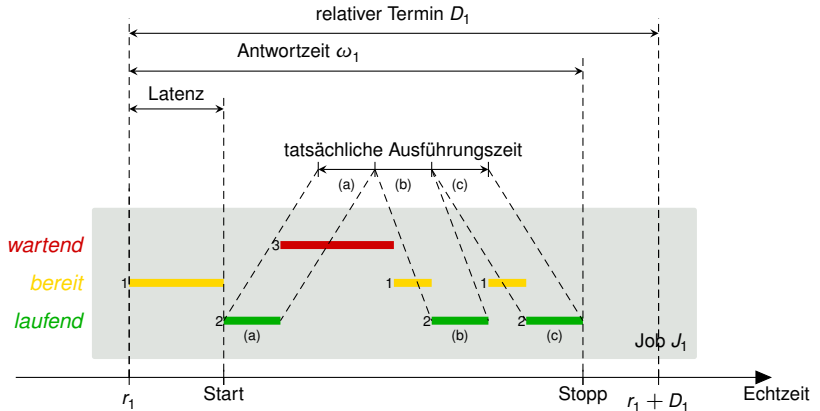 relativer Termin D₁
Antwortzeit ω₁
Latenz
tatsächliche Ausführungszeit
(a) (b) (c)
wartend 3
bereit 1 1 1
laufend 2 2 2
(a) (b) (c)
Job J₁
r₁ Start Stopp r₁ + D₁ Echtzeit